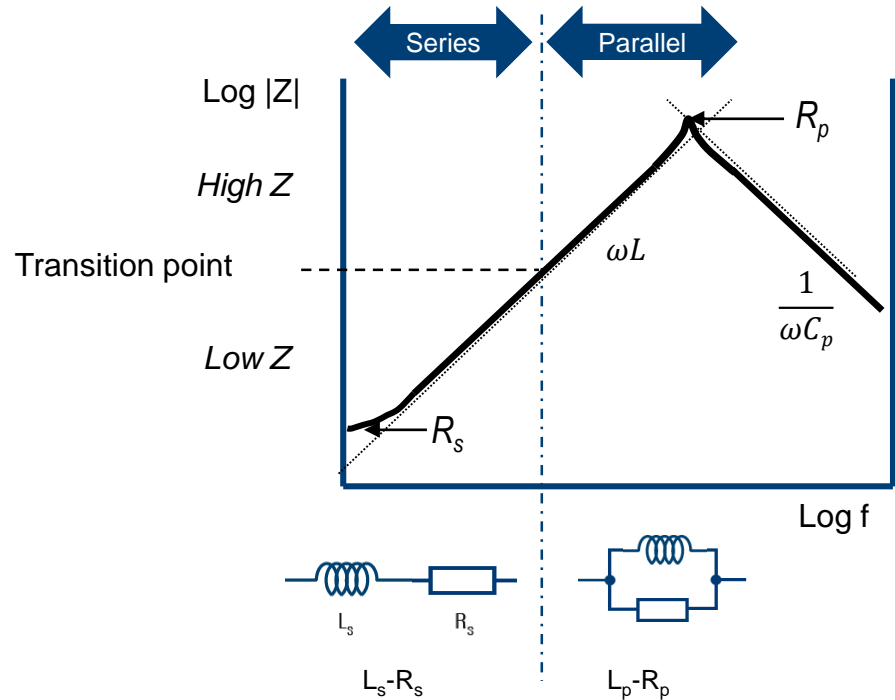 Series
Parallel
Log |Z|
R_p
High Z
ωL
Transition point
1
ωC_p
Low Z
R_s
Log f
L_s
R_s
L_s-R_s
L_p-R_p